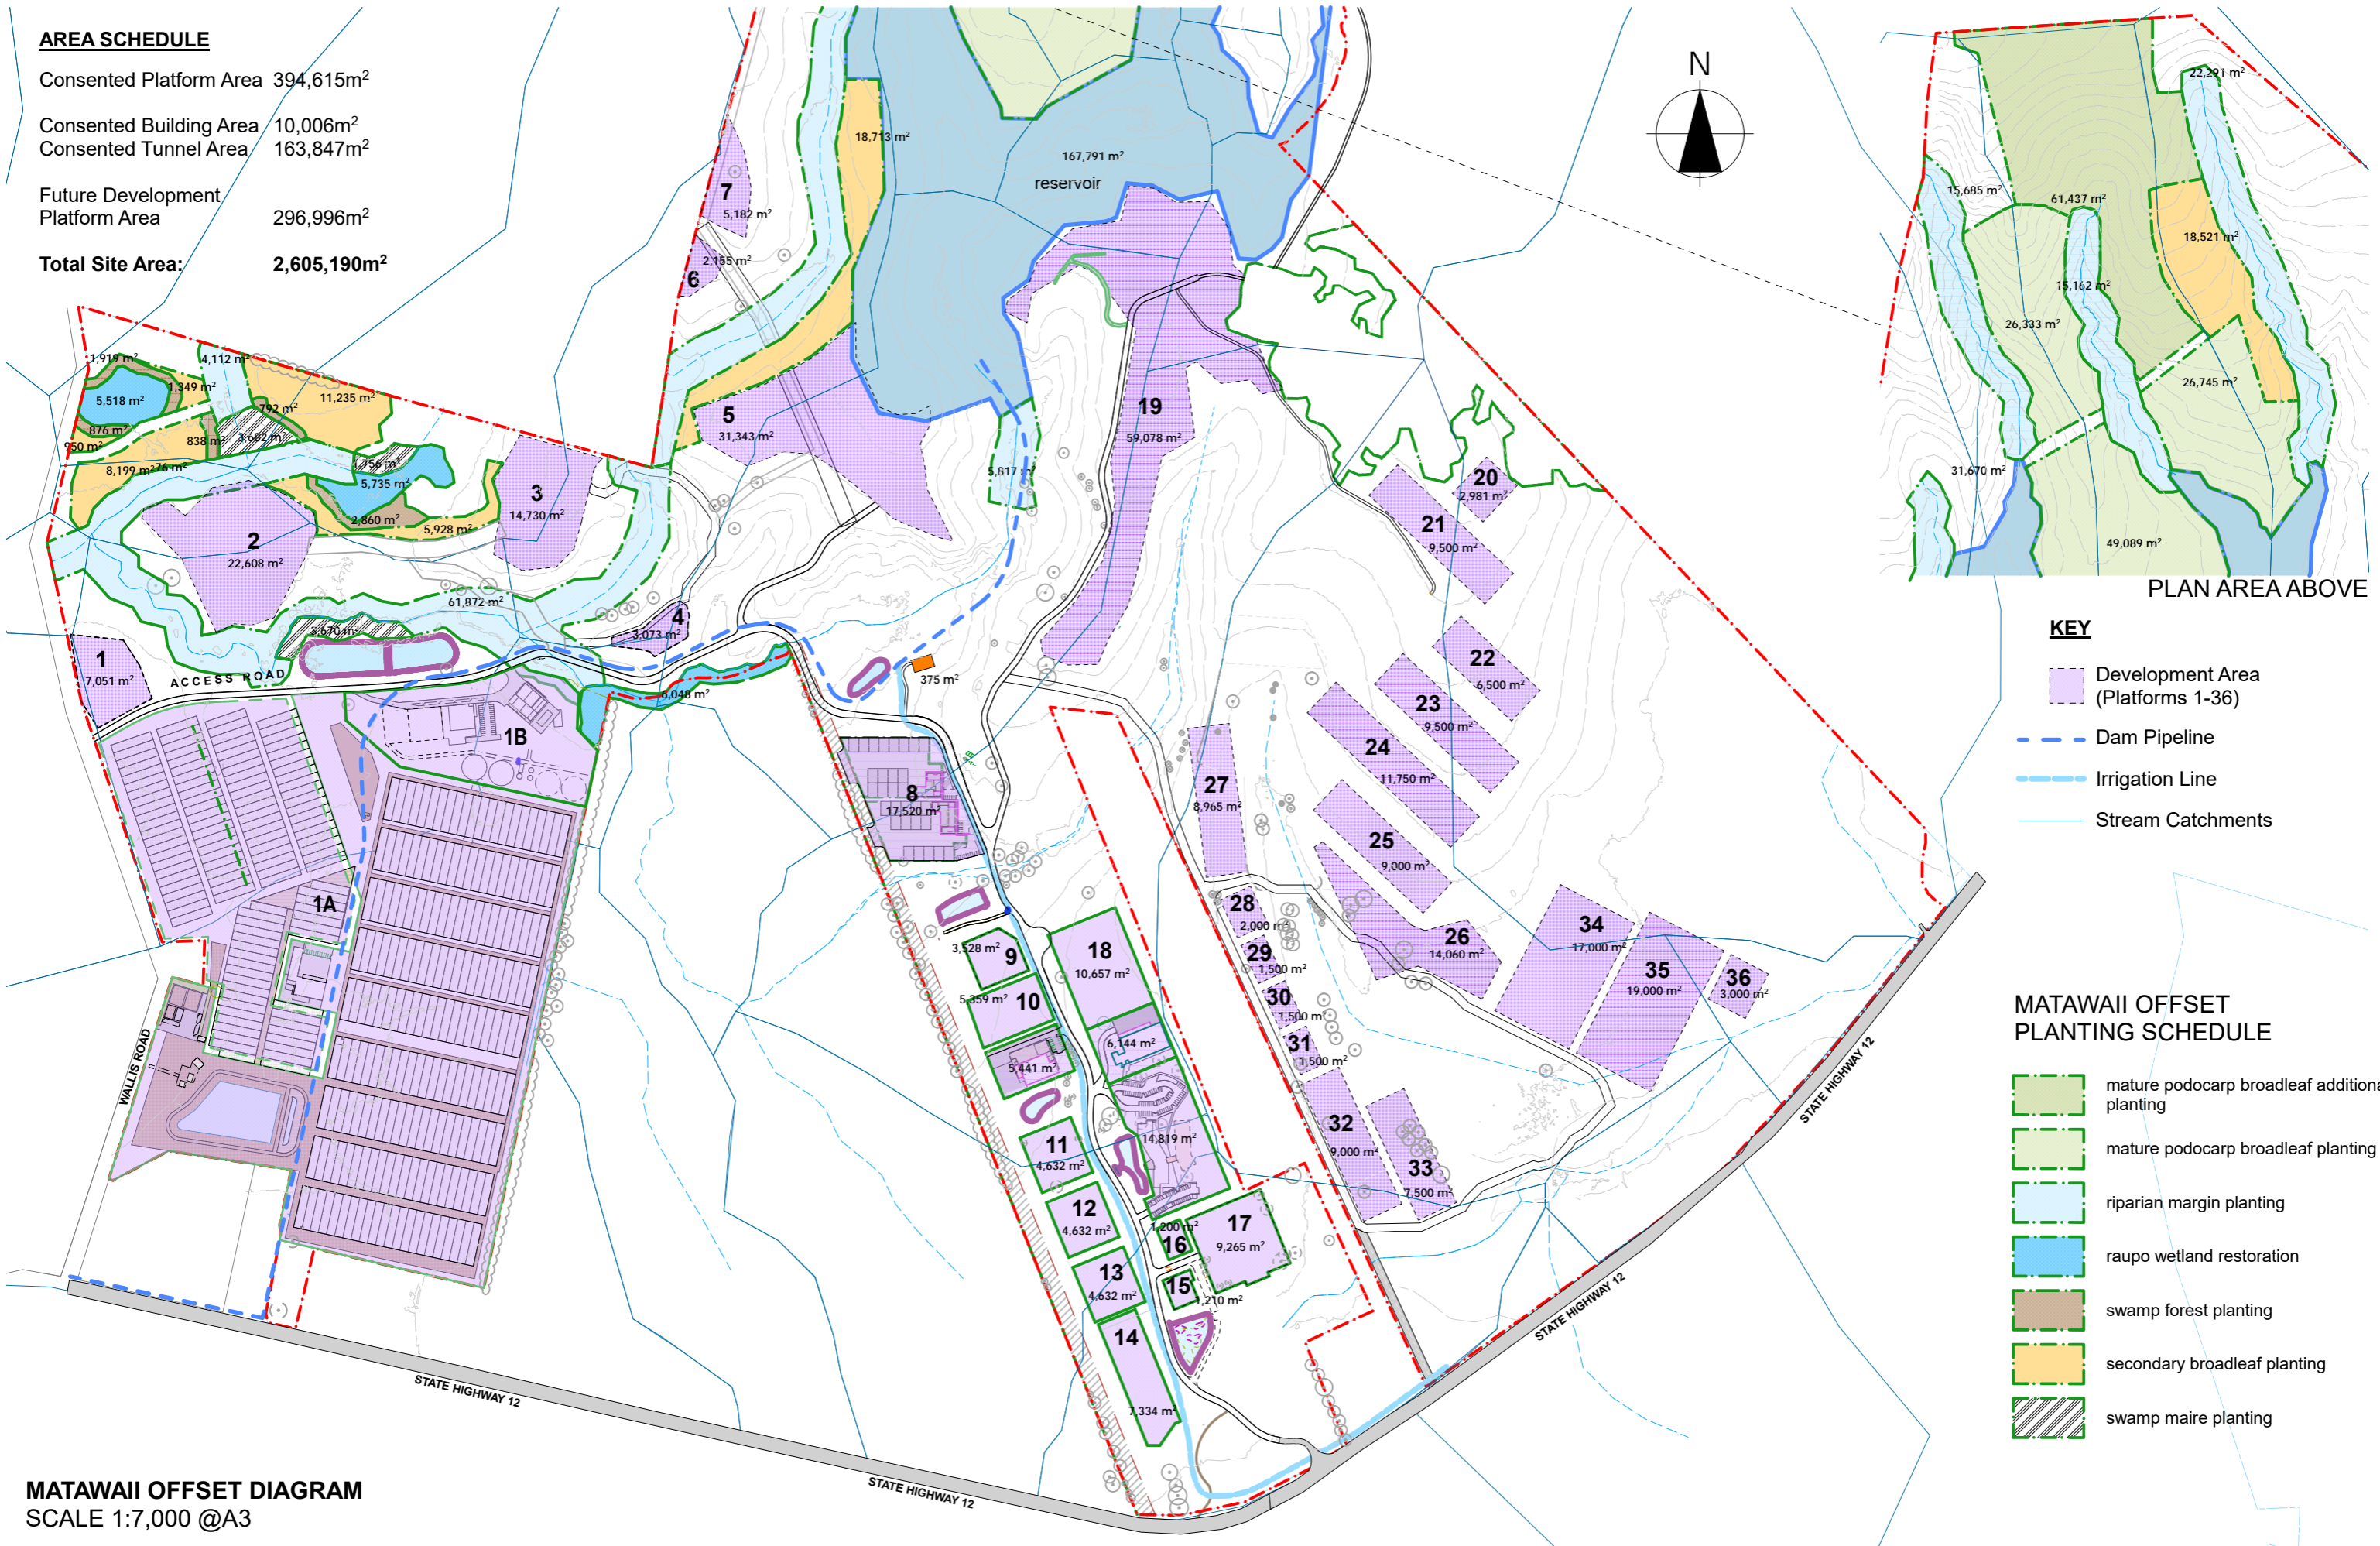 AREA SCHEDULE
Consented Platform Area 394,615m²
Consented Building Area 10,006m²
Consented Tunnel Area 163,847m²
Future Development
Platform Area 296,996m²
Total Site Area: 2,605,190m²
N
22,291 m²
15,685 m²
61,437 m²
18,521 m²
15,162 m²
26,333 m²
26,745 m²
31,670 m²
49,089 m²
PLAN AREA ABOVE
18,713 m²
167,791 m²
reservoir
7
5,182 m²
6
2,155 m²
1,919 m²
4,112 m²
1,349 m²
5,518 m²
11,235 m²
792 m²
876 m²
950 m²
838 m²
3,682 m²
8,199 m²
76 m²
5,735 m²
2,860 m²
5,928 m²
5
31,343 m²
19
59,078 m²
5,817 m²
3
14,730 m²
2
22,608 m²
20
2,981 m²
21
9,500 m²
61,872 m²
3,670 m²
4
3,073 m²
1
7,051 m²
ACCESS ROAD
6,048 m²
375 m²
22
6,500 m²
23
9,500 m²
24
11,750 m²
25
9,000 m²
26
14,060 m²
27
8,965 m²
28
2,000 m²
29
1,500 m²
30
1,500 m²
31
1,500 m²
32
9,000 m²
33
7,500 m²
34
17,000 m²
35
19,000 m²
36
3,000 m²
1B
1A
8
17,520 m²
3,528 m²
9
5,359 m²
10
18
10,657 m²
6,144 m²
5,441 m²
14,819 m²
11
4,632 m²
12
4,632 m²
13
4,632 m²
14
7,334 m²
1,200 m²
16
17
9,265 m²
15
1,210 m²
WALLIS ROAD
STATE HIGHWAY 12
STATE HIGHWAY 12
STATE HIGHWAY 12
STATE HIGHWAY 12
KEY
Development Area
(Platforms 1-36)
Dam Pipeline
Irrigation Line
Stream Catchments
MATAWAII OFFSET
PLANTING SCHEDULE
mature podocarp broadleaf additiona
planting
mature podocarp broadleaf planting
riparian margin planting
raupo wetland restoration
swamp forest planting
secondary broadleaf planting
swamp maire planting
MATAWAII OFFSET DIAGRAM
SCALE 1:7,000 @A3